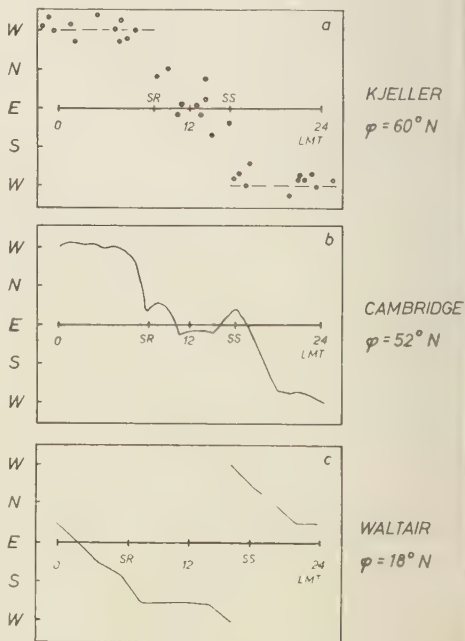 a
W
N
SR SS
E
0 12 24
LMT
S
W
KJELLER
φ = 60° N
b
W
N
E
0 SR 12 SS 24
LMT
S
W
CAMBRIDGE
φ = 52° N
c
W
N
E
0 SR 12 SS 24
LMT
S
W
WALTAIR
φ = 18° N